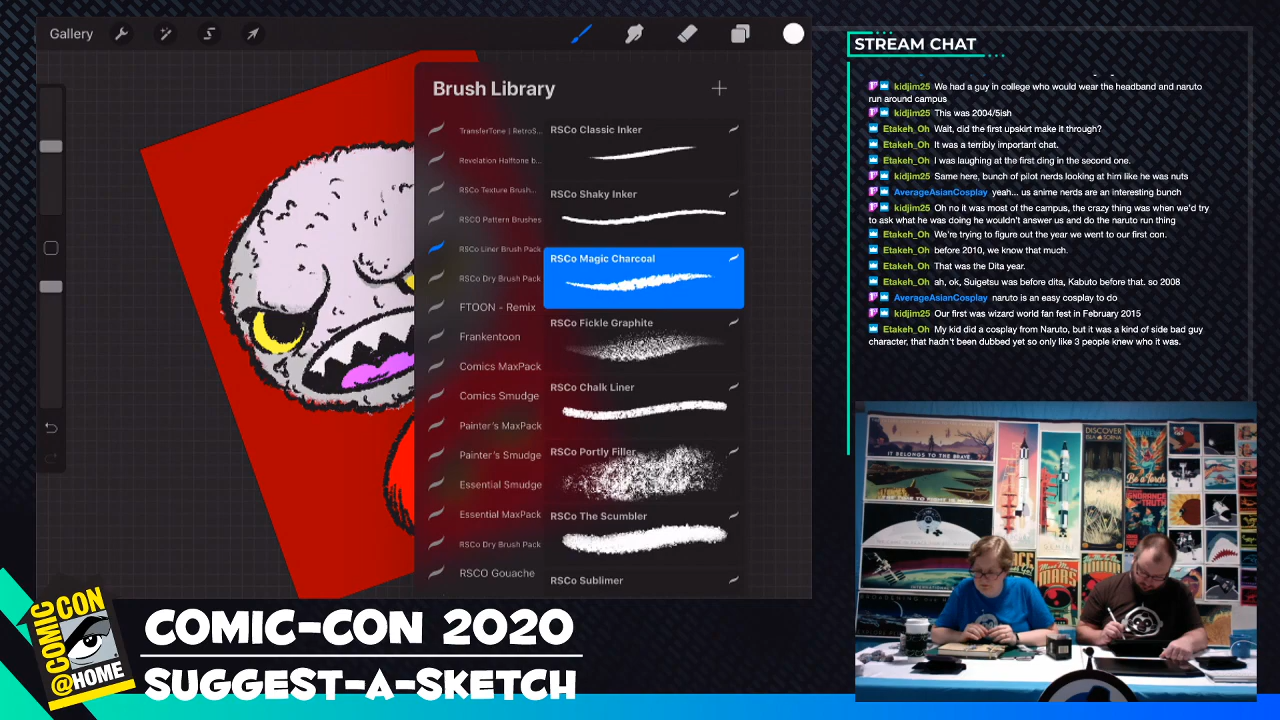 Gallery
Brush Library
TransferTone | RetroS...
Revelation Halftone b...
RSCo Texture Brush...
RSCO Pattern Brushes
RSCo Liner Brush Pack
RSCo Dry Brush Pack
FTOON - Remix
Frankentoon
Comics MaxPack
Comics Smudge
Painter's MaxPack
Painter's Smudge
Essential Smudge
Essential MaxPack
RSCo Dry Brush Pack
RSCO Gouache
RSCo Classic Inker
RSCo Shaky Inker
RSCo Magic Charcoal
RSCo Fickle Graphite
RSCo Chalk Liner
RSCo Portly Filler
RSCo The Scumbler
RSCo Sublimer
STREAM CHAT
kidjim25 We had a guy in college who would wear the headband and naruto
run around campus
kidjim25 This was 2004/5ish
Etakeh_Oh Wait, did the first upskirt make it through?
Etakeh_Oh It was a terribly important chat.
Etakeh_Oh I was laughing at the first ding in the second one.
kidjim25 Same here, bunch of pilot nerds looking at him like he was nuts
AverageAsianCosplay yeah... us anime nerds are an interesting bunch
kidjim25 Oh no it was most of the campus, the crazy thing was when we'd try
to ask what he was doing he wouldn't answer us and do the naruto run thing
Etakeh_Oh We're trying to figure out the year we went to our first con.
Etakeh_Oh before 2010, we know that much.
Etakeh_Oh That was the Dita year.
Etakeh_Oh ah, ok, Suigetsu was before dita, Kabuto before that. so 2008
AverageAsianCosplay naruto is an easy cosplay to do
kidjim25 Our first was wizard world fan fest in February 2015
Etakeh_Oh My kid did a cosplay from Naruto, but it was a kind of side bad guy
character, that hadn't been dubbed yet so only like 3 people knew who it was.
IT BELONGS TO THE BRAVE
DISCOVER
GEMINI
Be a Torch
IGNORANCE
OR TRUTH
MARS
COMIC CON
@HOME
COMIC-CON 2020
SUGGEST-A-SKETCH